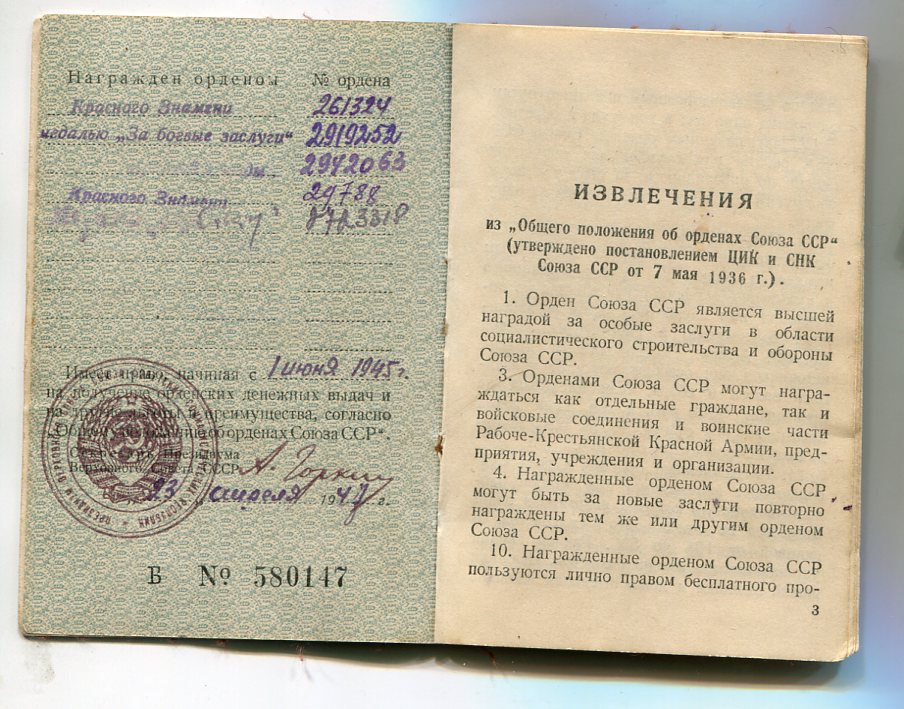 Награжден орденом № ордена
Красного Знамени 261324
медалью „За боевые заслуги“ 2919252
2942063
Красного Знамени 29788
Имеет право, начиная с 1 июня 1945 г.
на получение орденских денежных выдач и
на другие льготы и преимущества, согласно
„Общему положению об орденах Союза ССР“.
Секретарь Президиума
Верховного Совета СССР А. Горкин
23 „апреля 1947 г.
Б № 580147
ИЗВЛЕЧЕНИЯ
из „Общего положения об орденах Союза ССР“
(утверждено постановлением ЦИК и СНК
Союза ССР от 7 мая 1936 г.).
1. Орден Союза ССР является высшей
наградой за особые заслуги в области
социалистического строительства и обороны
Союза ССР.
3. Орденами Союза ССР могут награ-
ждаться как отдельные граждане, так и
войсковые соединения и воинские части
Рабоче-Крестьянской Красной Армии, пред-
приятия, учреждения и организации.
4. Награжденные орденом Союза ССР
могут быть за новые заслуги повторно
награждены тем же или другим орденом
Союза ССР.
10. Награжденные орденом Союза ССР
пользуются лично правом бесплатного про-
3